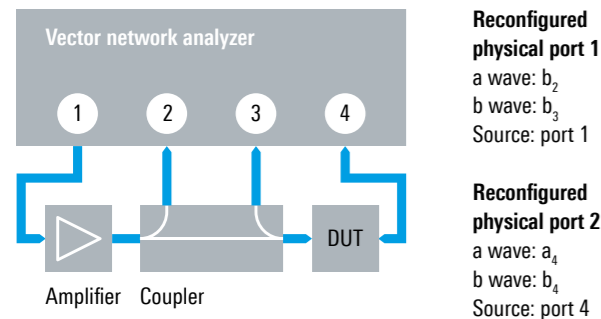 Vector network analyzer
1 2 3 4
DUT
Amplifier Coupler
Reconfigured
physical port 1
a wave: b₂
b wave: b₃
Source: port 1
Reconfigured
physical port 2
a wave: a₄
b wave: b₄
Source: port 4